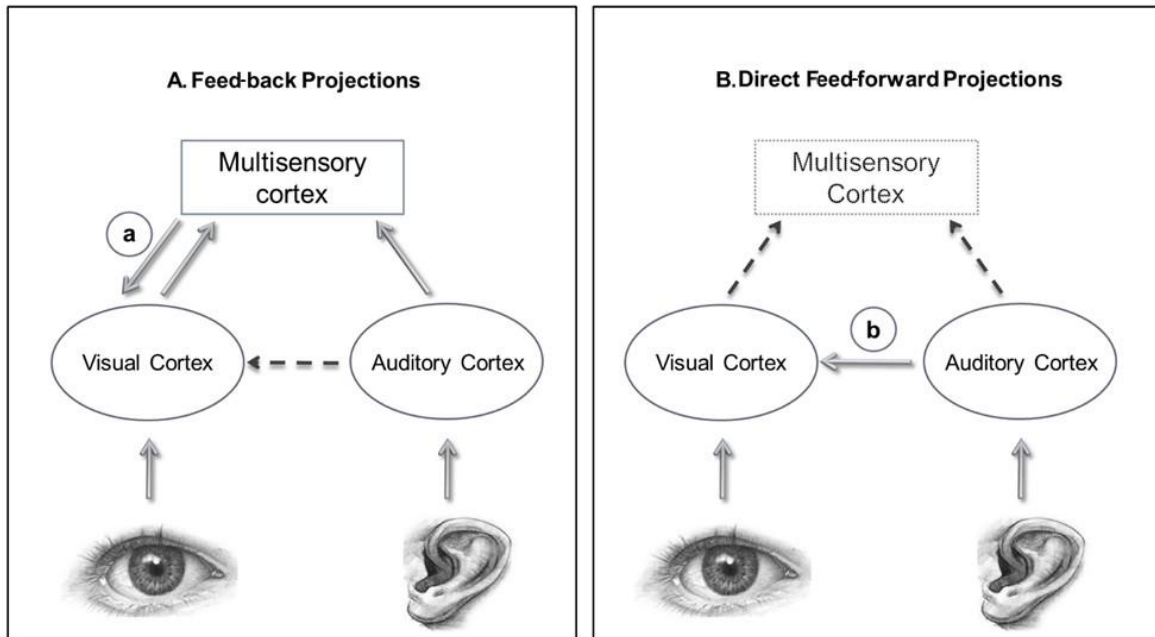 A. Feed-back Projections
Multisensory
cortex
a
Visual Cortex
Auditory Cortex
B. Direct Feed-forward Projections
Multisensory
Cortex
b
Visual Cortex
Auditory Cortex